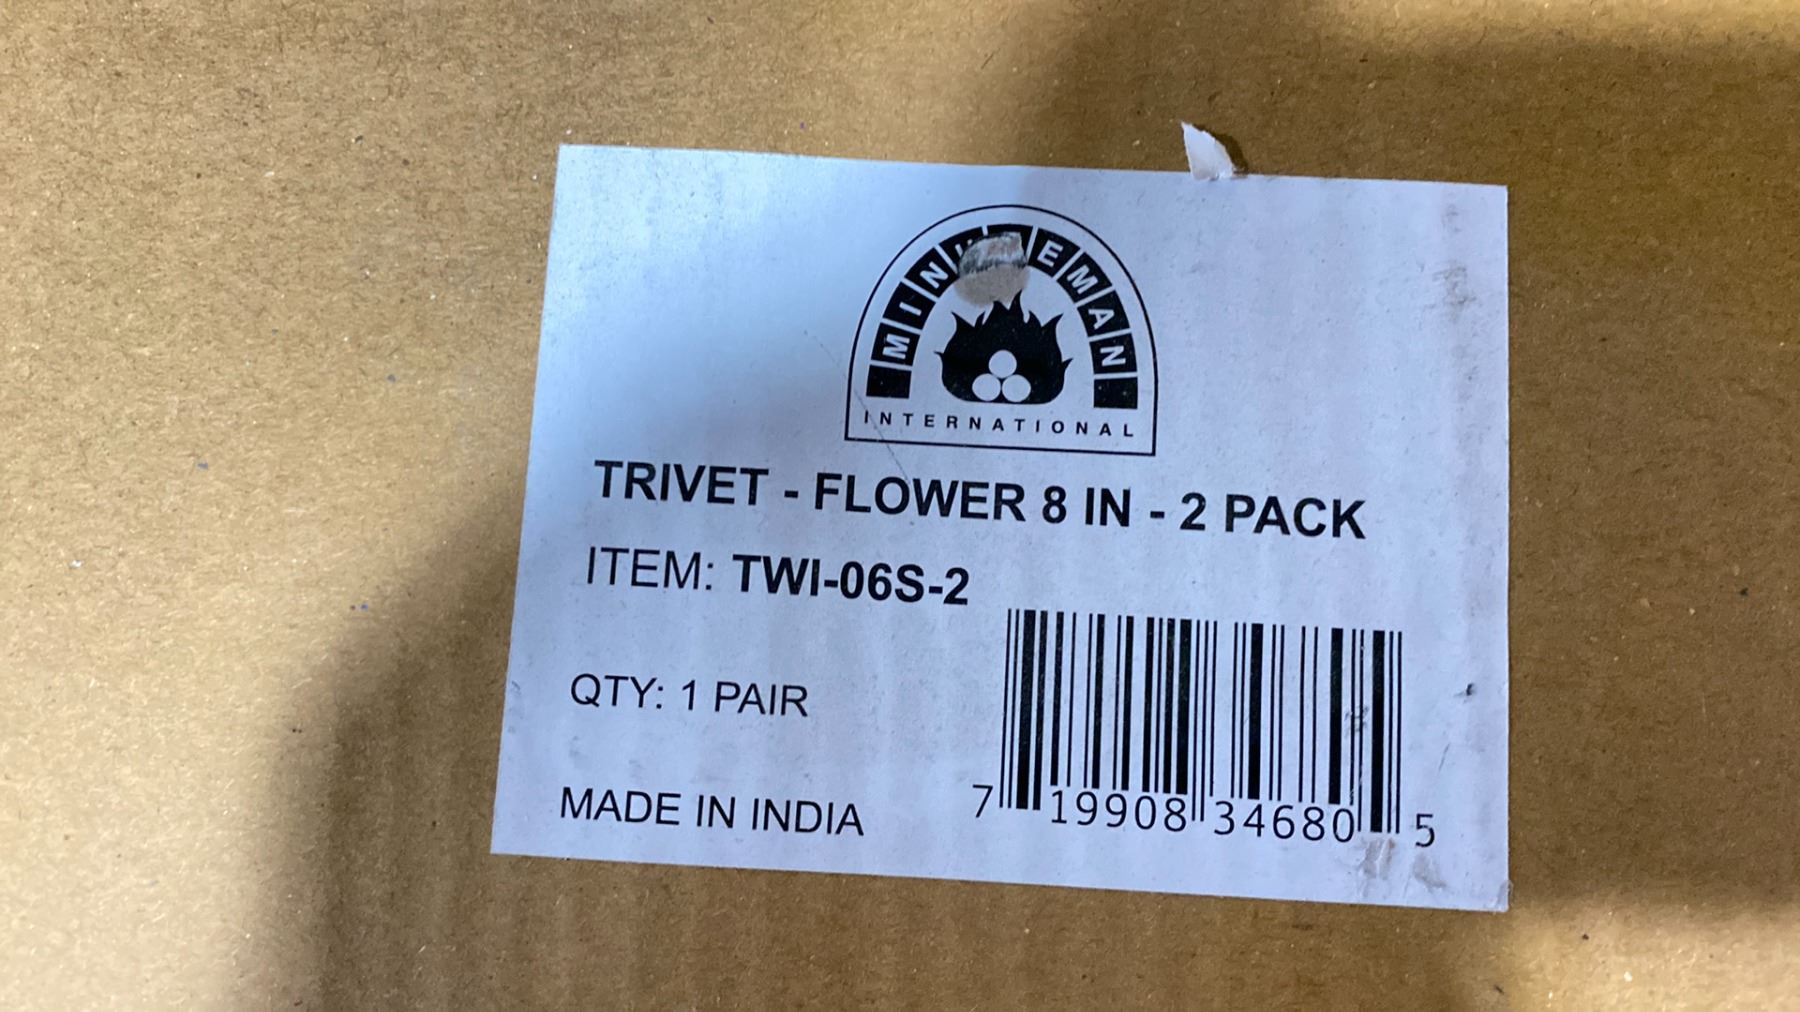 INTERNATIONAL
TRIVET - FLOWER 8 IN - 2 PACK
ITEM: TWI-06S-2
QTY: 1 PAIR
MADE IN INDIA
7 19908 34680 5